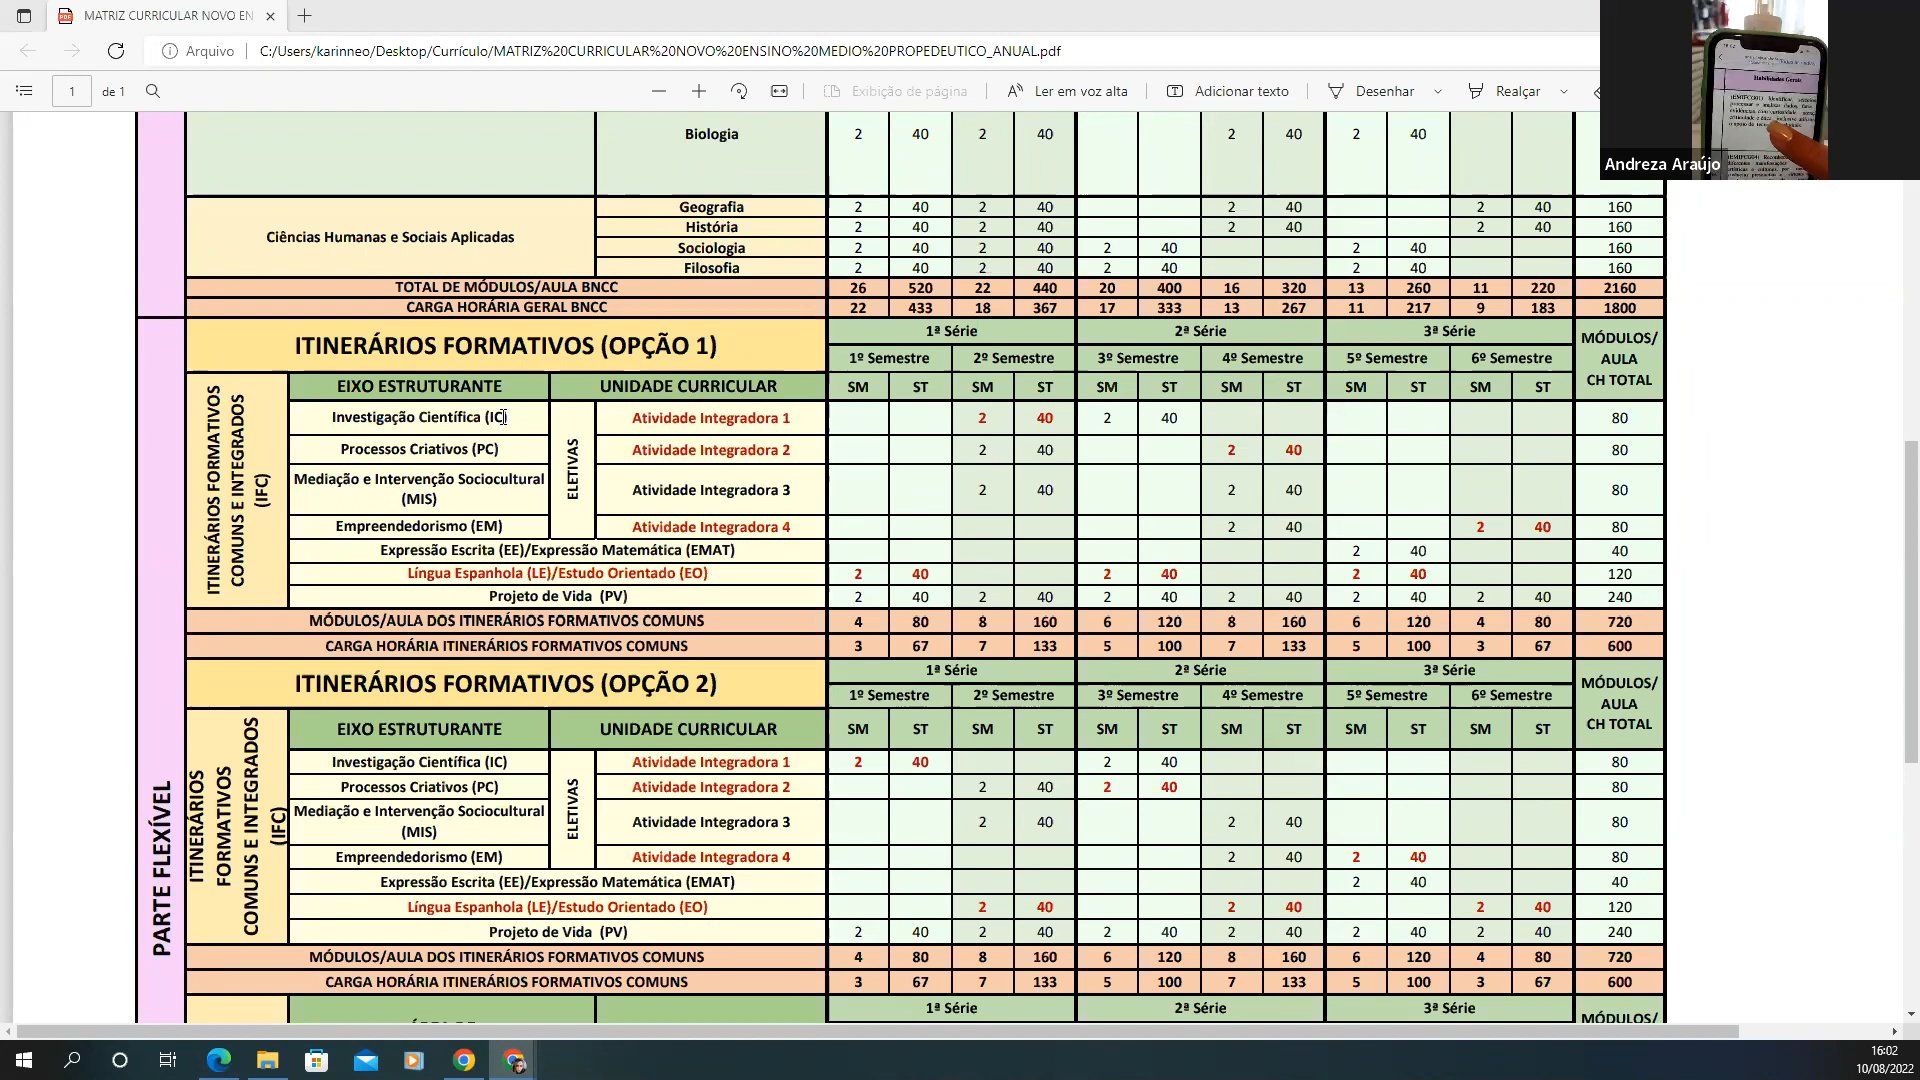 MATRIZ CURRICULAR NOVO EN
Arquivo C:/Users/karinneo/Desktop/Currículo/MATRIZ%20CURRICULAR%20NOVO%20ENSINO%20MEDIO%20PROPEDEUTICO_ANUAL.pdf
1 de 1 Exibição de página Ler em voz alta Adicionar texto Desenhar Realçar
Habilidades Gerais
Andreza Araújo
Biologia 2 40 2 40 2 40 2 40
Ciências Humanas e Sociais Aplicadas
Geografia 2 40 2 40 2 40 2 40 160
História 2 40 2 40 2 40 2 40 160
Sociologia 2 40 2 40 2 40 2 40 160
Filosofia 2 40 2 40 2 40 2 40 160
TOTAL DE MÓDULOS/AULA BNCC 26 520 22 440 20 400 16 320 13 260 11 220 2160
CARGA HORÁRIA GERAL BNCC 22 433 18 367 17 333 13 267 11 217 9 183 1800
PARTE FLEXÍVEL
ITINERÁRIOS FORMATIVOS (OPÇÃO 1) 1ª Série 2ª Série 3ª Série MÓDULOS/
AULA
CH TOTAL
1º Semestre 2º Semestre 3º Semestre 4º Semestre 5º Semestre 6º Semestre
ITINERÁRIOS FORMATIVOS
COMUNS E INTEGRADOS
(IFC)
EIXO ESTRUTURANTE UNIDADE CURRICULAR SM ST SM ST SM ST SM ST SM ST SM ST
ELETIVAS
Investigação Científica (IC) Atividade Integradora 1 2 40 2 40 80
Processos Criativos (PC) Atividade Integradora 2 2 40 2 40 80
Mediação e Intervenção Sociocultural
(MIS) Atividade Integradora 3 2 40 2 40 80
Empreendedorismo (EM) Atividade Integradora 4 2 40 2 40 80
Expressão Escrita (EE)/Expressão Matemática (EMAT) 2 40 40
Língua Espanhola (LE)/Estudo Orientado (EO) 2 40 2 40 2 40 120
Projeto de Vida (PV) 2 40 2 40 2 40 2 40 2 40 2 40 240
MÓDULOS/AULA DOS ITINERÁRIOS FORMATIVOS COMUNS 4 80 8 160 6 120 8 160 6 120 4 80 720
CARGA HORÁRIA ITINERÁRIOS FORMATIVOS COMUNS 3 67 7 133 5 100 7 133 5 100 3 67 600
ITINERÁRIOS FORMATIVOS (OPÇÃO 2) 1ª Série 2ª Série 3ª Série MÓDULOS/
AULA
CH TOTAL
1º Semestre 2º Semestre 3º Semestre 4º Semestre 5º Semestre 6º Semestre
ITINERÁRIOS
FORMATIVOS
COMUNS E INTEGRADOS
(IFC)
EIXO ESTRUTURANTE UNIDADE CURRICULAR SM ST SM ST SM ST SM ST SM ST SM ST
ELETIVAS
Investigação Científica (IC) Atividade Integradora 1 2 40 2 40 80
Processos Criativos (PC) Atividade Integradora 2 2 40 2 40 80
Mediação e Intervenção Sociocultural
(MIS) Atividade Integradora 3 2 40 2 40 80
Empreendedorismo (EM) Atividade Integradora 4 2 40 2 40 80
Expressão Escrita (EE)/Expressão Matemática (EMAT) 2 40 40
Língua Espanhola (LE)/Estudo Orientado (EO) 2 40 2 40 2 40 120
Projeto de Vida (PV) 2 40 2 40 2 40 2 40 2 40 2 40 240
MÓDULOS/AULA DOS ITINERÁRIOS FORMATIVOS COMUNS 4 80 8 160 6 120 8 160 6 120 4 80 720
CARGA HORÁRIA ITINERÁRIOS FORMATIVOS COMUNS 3 67 7 133 5 100 7 133 5 100 3 67 600
1ª Série 2ª Série 3ª Série
MÓDULOS/
16:02
10/08/2022